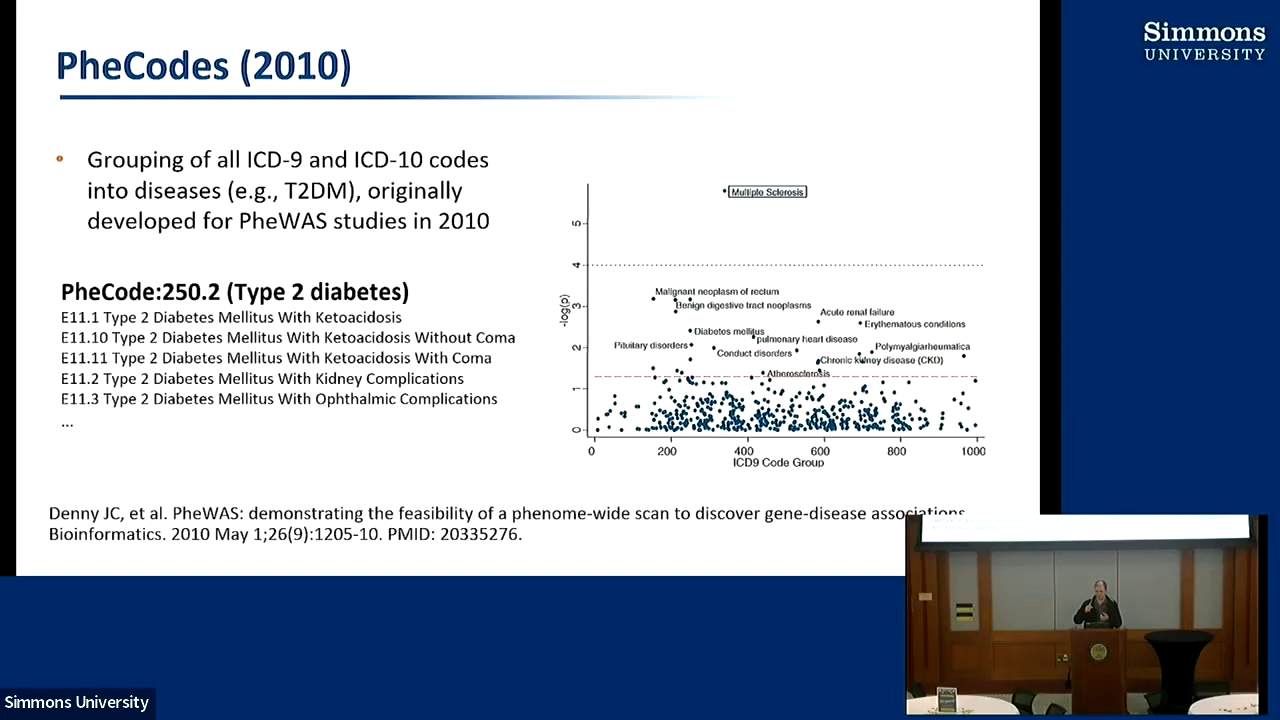 PheCodes (2010)
Simmons
UNIVERSITY
• Grouping of all ICD-9 and ICD-10 codes
into diseases (e.g., T2DM), originally
developed for PheWAS studies in 2010
PheCode:250.2 (Type 2 diabetes)
E11.1 Type 2 Diabetes Mellitus With Ketoacidosis
E11.10 Type 2 Diabetes Mellitus With Ketoacidosis Without Coma
E11.11 Type 2 Diabetes Mellitus With Ketoacidosis With Coma
E11.2 Type 2 Diabetes Mellitus With Kidney Complications
E11.3 Type 2 Diabetes Mellitus With Ophthalmic Complications
...
Multiple Sclerosis
Malignant neoplasm of rectum
Benign digestive tract neoplasms
Acute renal failure
Erythematous conditions
Diabetes mellitus
pulmonary heart disease
Pituitary disorders
Conduct disorders
Polymyalgiarheumatica
Chronic kidney disease (CKD)
Atherosclerosis
-log(p)
5
4
3
2
1
0
0 200 400 600 800 1000
ICD9 Code Group
Denny JC, et al. PheWAS: demonstrating the feasibility of a phenome-wide scan to discover gene-disease associations.
Bioinformatics. 2010 May 1;26(9):1205-10. PMID: 20335276.
Simmons University